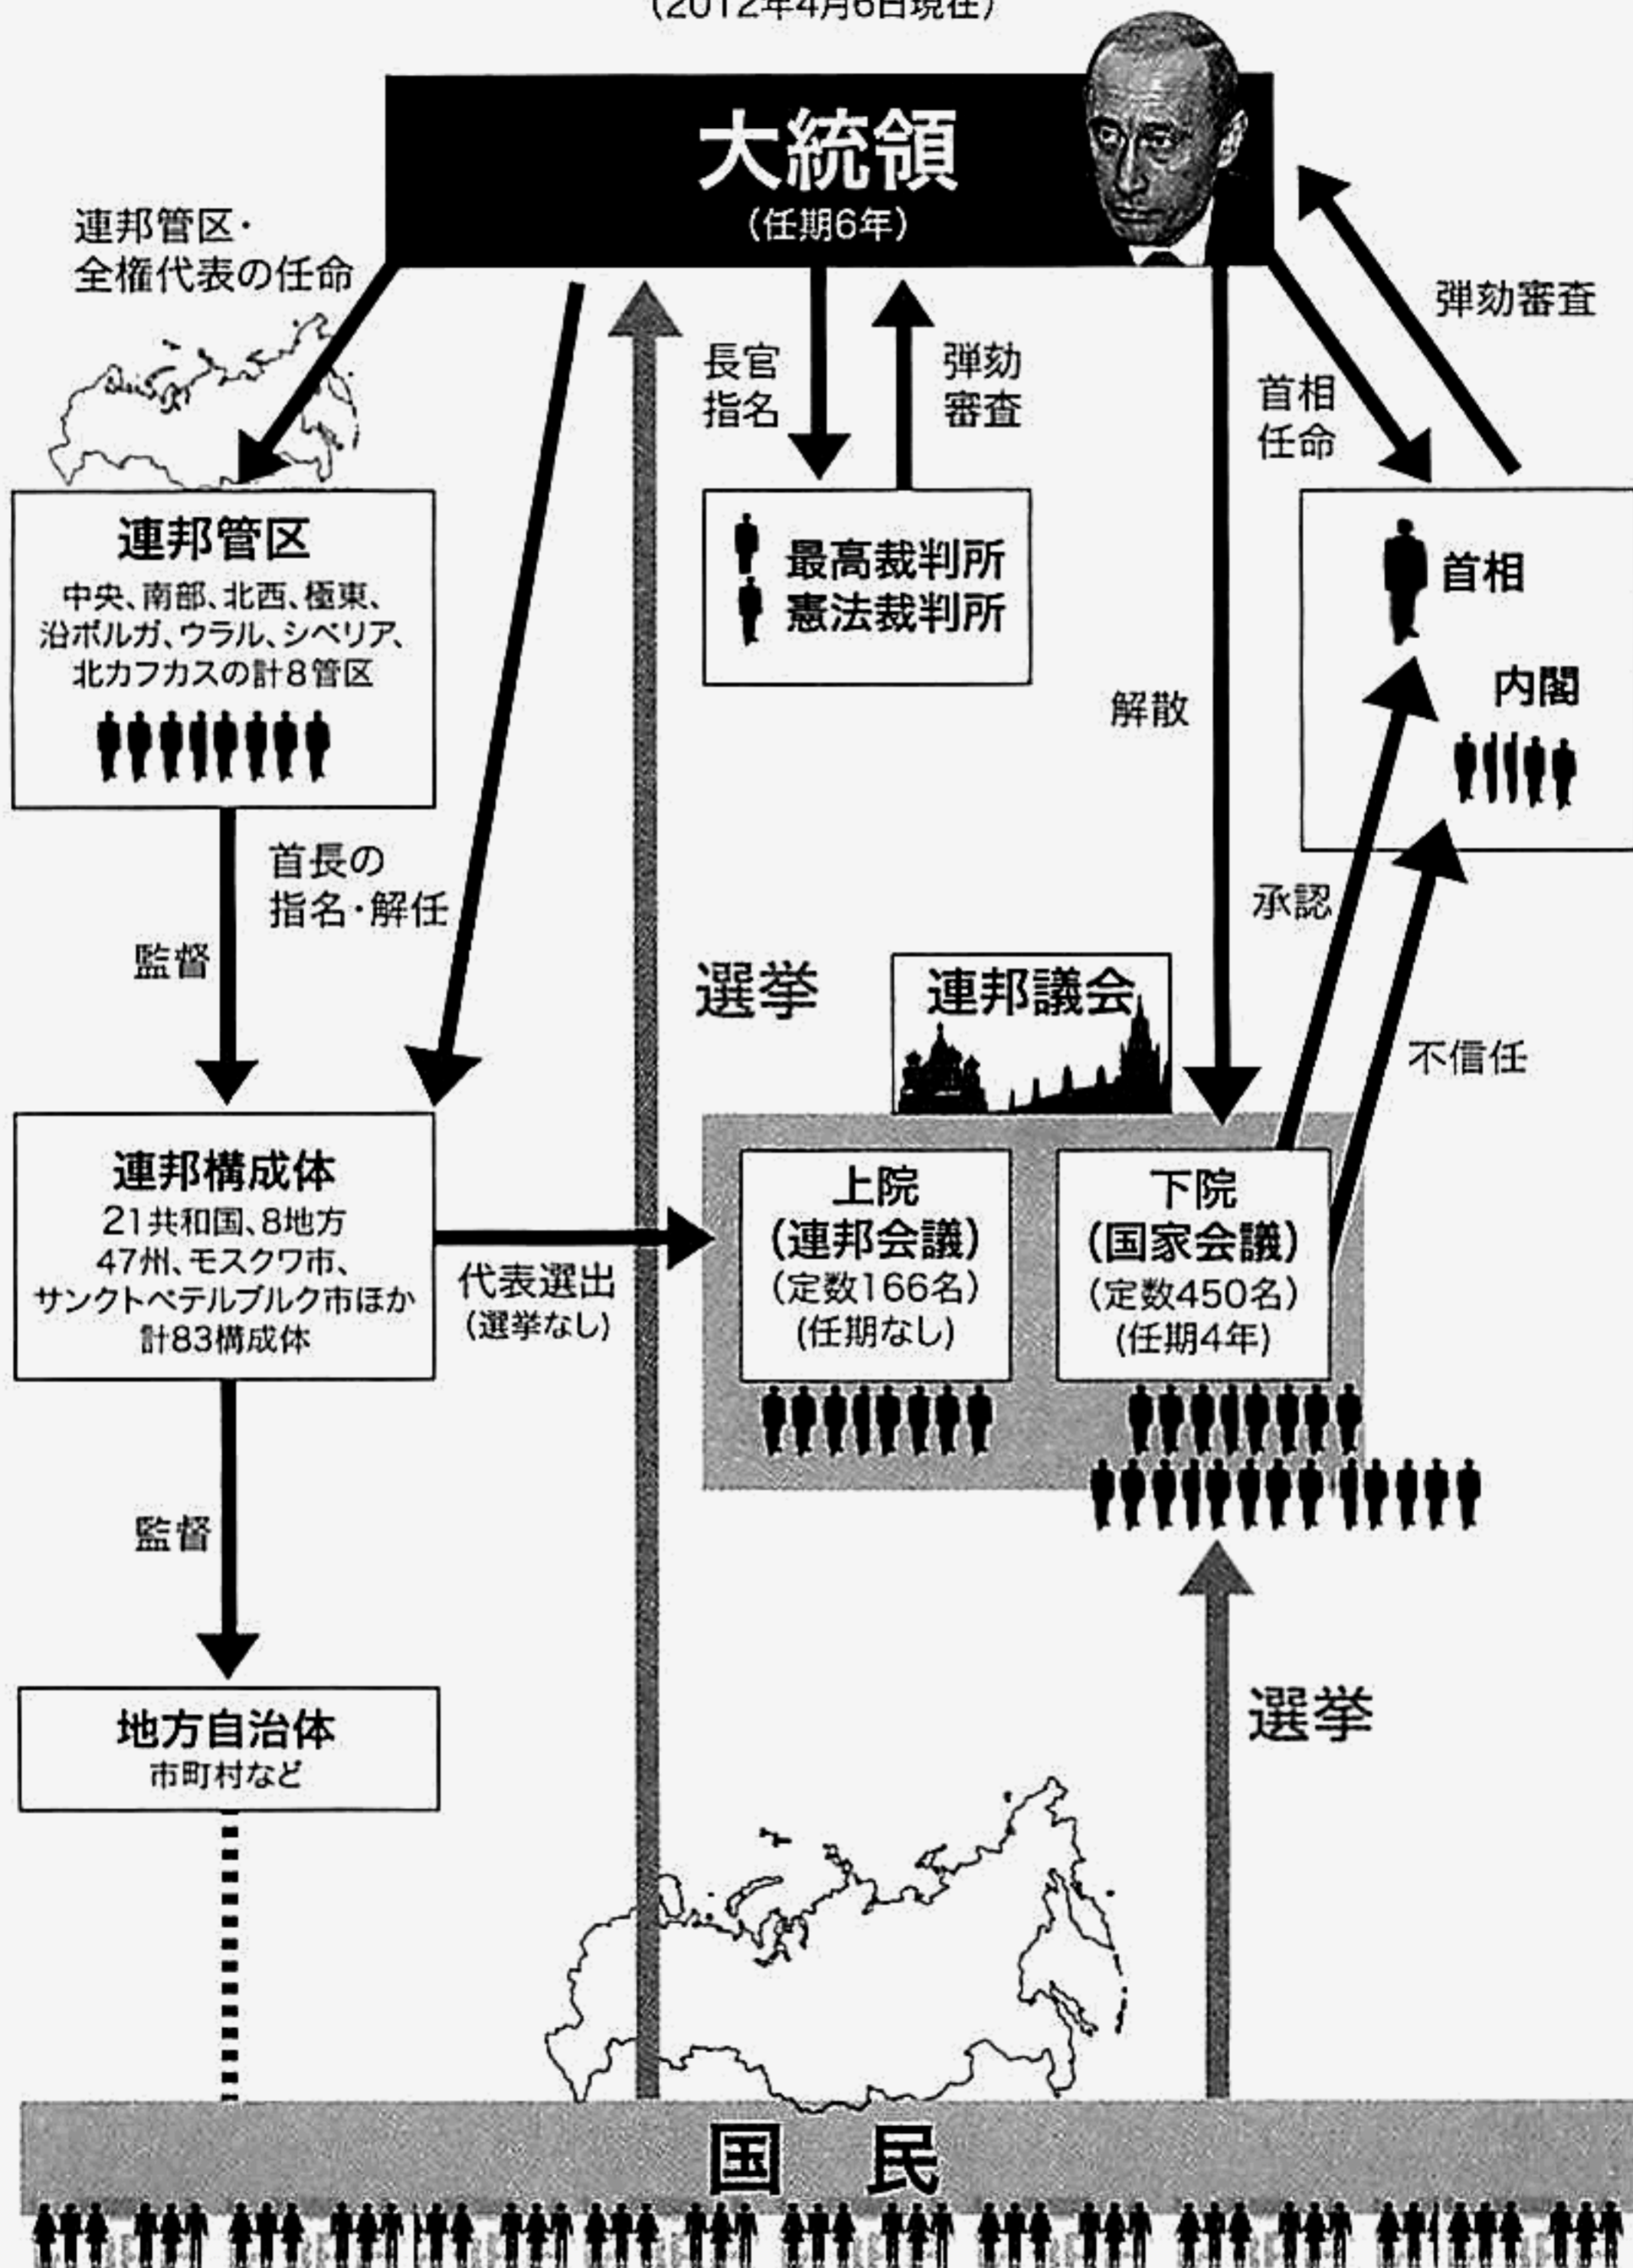 （2012年4月6日現在）
大統領
（任期6年）
連邦管区・
全権代表の任命
長官
指名
弾劾
審査
首相
任命
弾劾審査
連邦管区
中央、南部、北西、極東、
沿ボルガ、ウラル、シベリア、
北カフカスの計8管区
最高裁判所
憲法裁判所
首相
内閣
解散
首長の
指名・解任
監督
承認
不信任
選挙
連邦議会
連邦構成体
21共和国、8地方
47州、モスクワ市、
サンクトペテルブルク市ほか
計83構成体
代表選出
（選挙なし）
上院
（連邦会議）
（定数166名）
（任期なし）
下院
（国家会議）
（定数450名）
（任期4年）
監督
地方自治体
市町村など
選挙
国　民